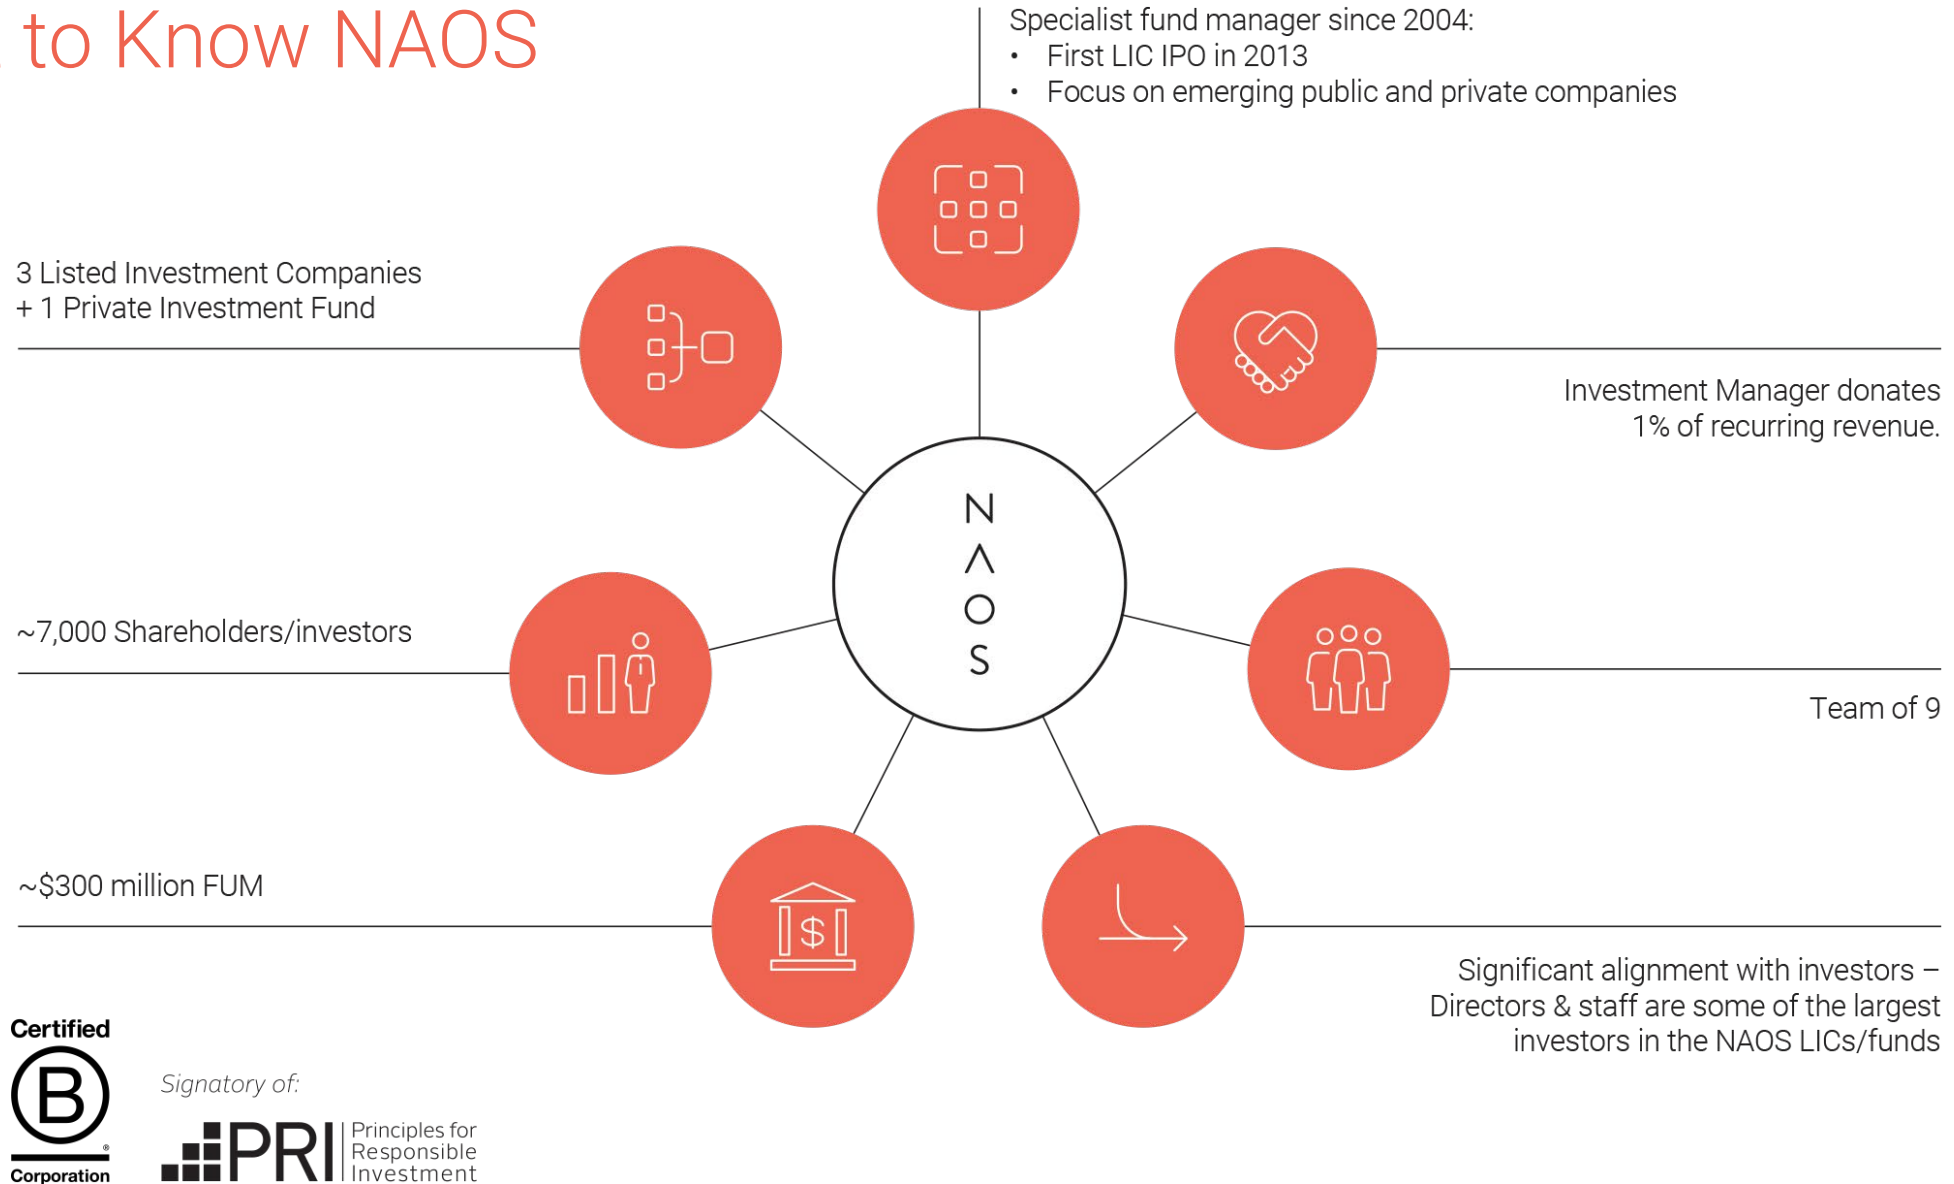 to Know NAOS
Specialist fund manager since 2004:
• First LIC IPO in 2013
• Focus on emerging public and private companies
3 Listed Investment Companies
+ 1 Private Investment Fund
Investment Manager donates
1% of recurring revenue.
N
Λ
O
S
~7,000 Shareholders/investors
Team of 9
~$300 million FUM
$
Significant alignment with investors –
Directors & staff are some of the largest
investors in the NAOS LICs/funds
Certified
B
®
Corporation
Signatory of:
PRI
Principles for
Responsible
Investment